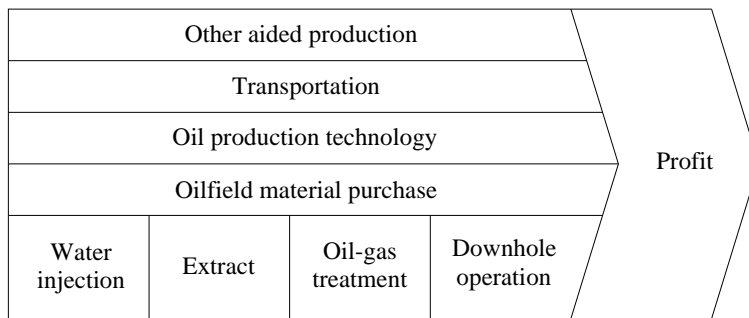 Other aided production
Transportation
Oil production technology
Oilfield material purchase
Profit
Water
injection
Extract
Oil-gas
treatment
Downhole
operation